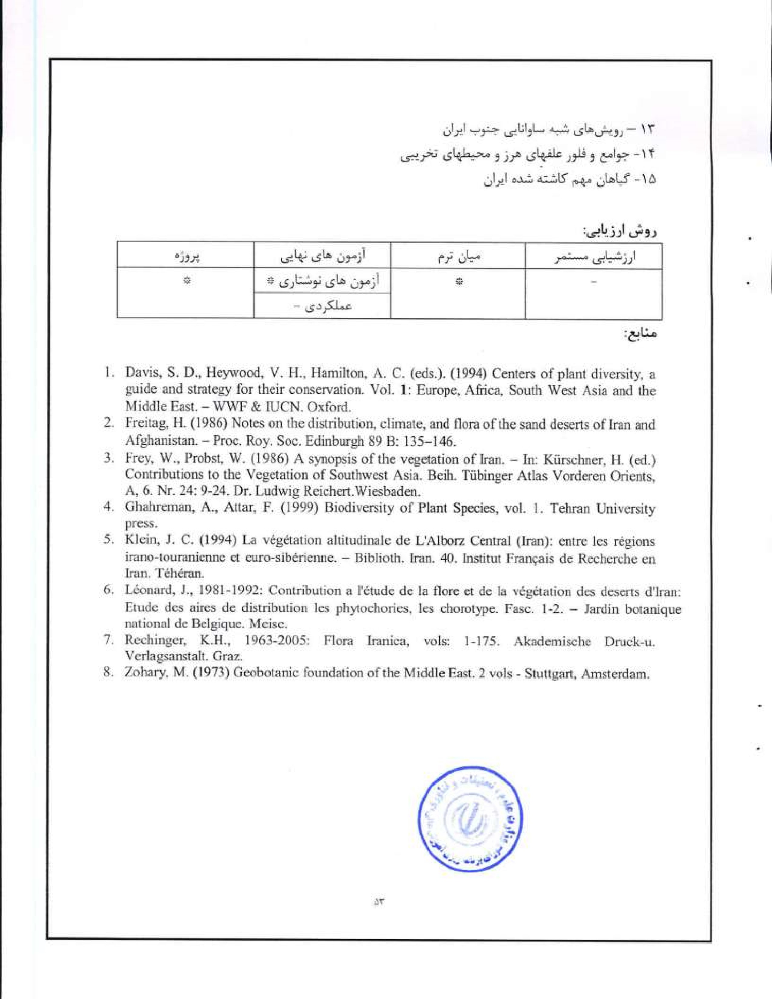 ۱۳ – رویش‌های شبه ساوانایی جنوب ایران
۱۴- جوامع و فلور علفهای هرز و محیطهای تخریبی
۱۵- گیاهان مهم کاشته شده ایران
روش ارزیابی:
ارزشیابی مستمر میان ترم آزمون های نهایی پروژه
- * آزمون های نوشتاری * *
عملکردی -
منابع:
1. Davis, S. D., Heywood, V. H., Hamilton, A. C. (eds.). (1994) Centers of plant diversity, a
guide and strategy for their conservation. Vol. 1: Europe, Africa, South West Asia and the
Middle East. – WWF & IUCN. Oxford.
2. Freitag, H. (1986) Notes on the distribution, climate, and flora of the sand deserts of Iran and
Afghanistan. – Proc. Roy. Soc. Edinburgh 89 B: 135–146.
3. Frey, W., Probst, W. (1986) A synopsis of the vegetation of Iran. – In: Kürschner, H. (ed.)
Contributions to the Vegetation of Southwest Asia. Beih. Tübinger Atlas Vorderen Orients,
A, 6. Nr. 24: 9-24. Dr. Ludwig Reichert.Wiesbaden.
4. Ghahreman, A., Attar, F. (1999) Biodiversity of Plant Species, vol. 1. Tehran University
press.
5. Klein, J. C. (1994) La végétation altitudinale de L'Alborz Central (Iran): entre les régions
irano-touranienne et euro-sibérienne. – Biblioth. Iran. 40. Institut Français de Recherche en
Iran. Téhéran.
6. Léonard, J., 1981-1992: Contribution a l'étude de la flore et de la végétation des deserts d'Iran:
Etude des aires de distribution les phytochories, les chorotype. Fasc. 1-2. – Jardin botanique
national de Belgique. Meise.
7. Rechinger, K.H., 1963-2005: Flora Iranica, vols: 1-175. Akademische Druck-u.
Verlagsanstalt. Graz.
8. Zohary, M. (1973) Geobotanic foundation of the Middle East. 2 vols - Stuttgart, Amsterdam.
وزارت علوم، تحقیقات و فناوری
۵۳